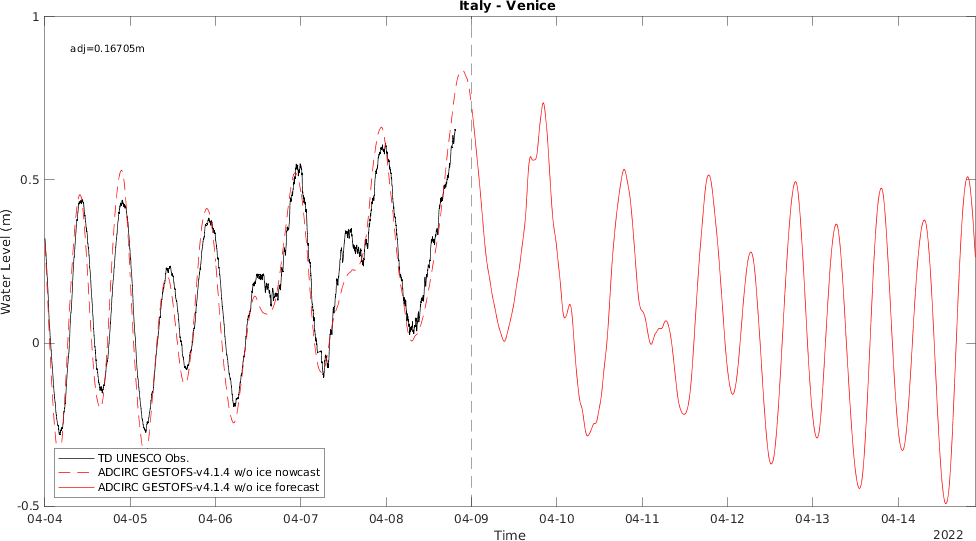 Italy - Venice
1
adj=0.16705m
0.5
Water Level (m)
0
TD UNESCO Obs.
ADCIRC GESTOFS-v4.1.4 w/o ice nowcast
ADCIRC GESTOFS-v4.1.4 w/o ice forecast
-0.5
04-04 04-05 04-06 04-07 04-08 04-09 04-10 04-11 04-12 04-13 04-14
Time
2022